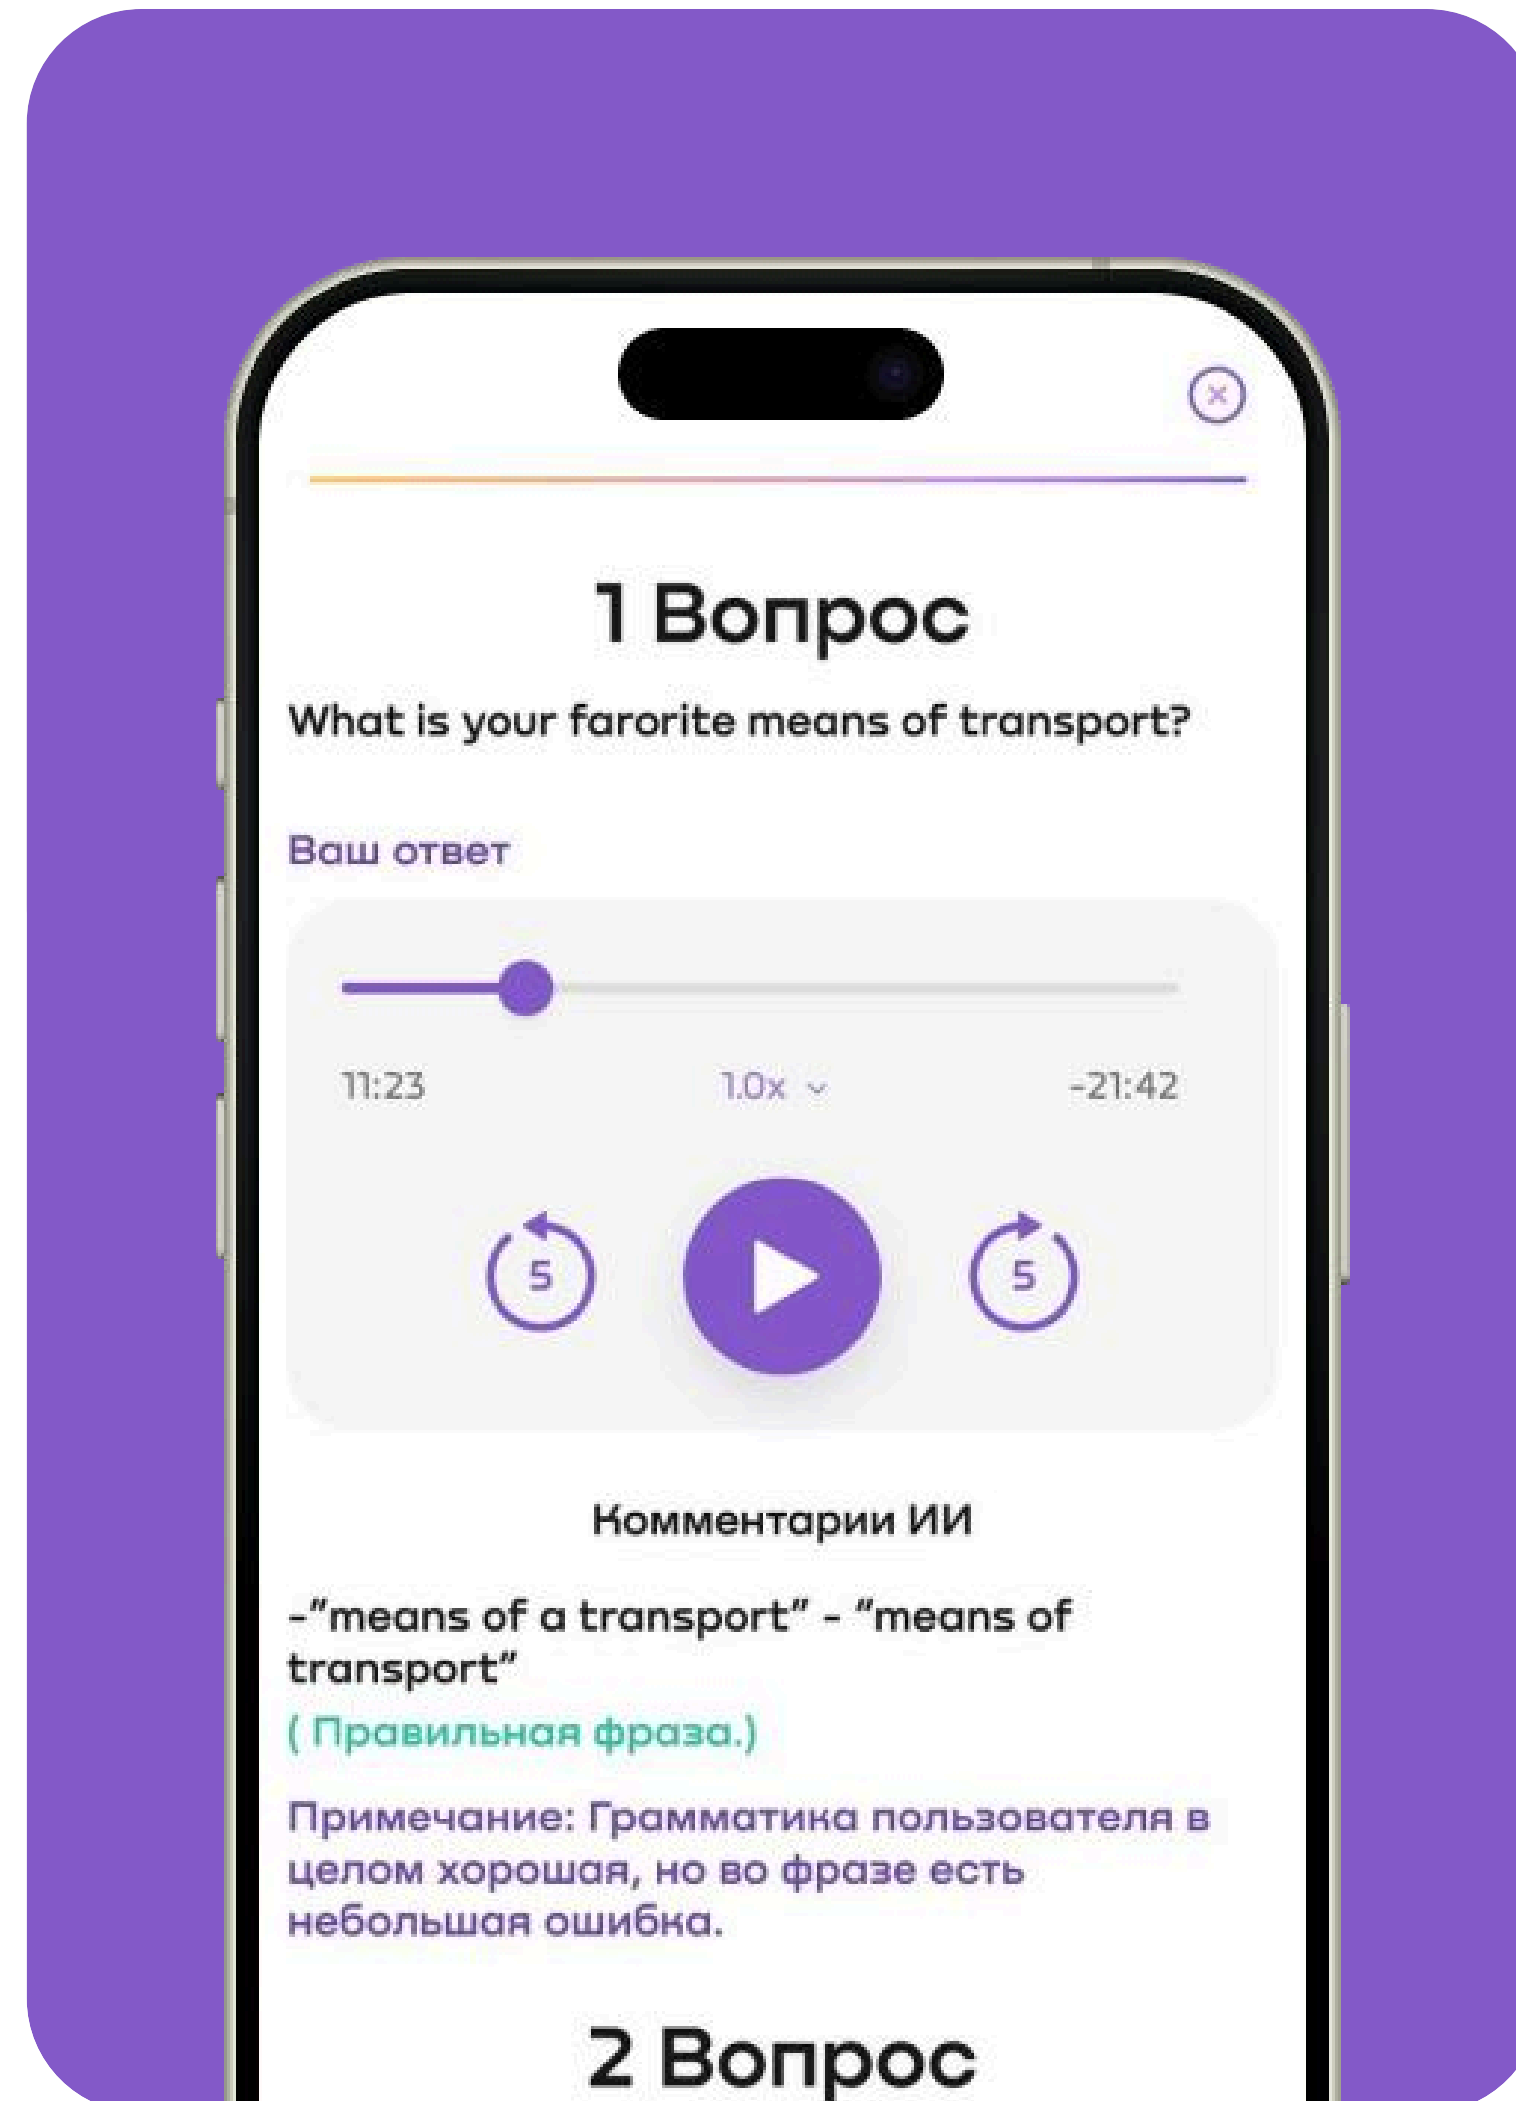 1 Вопрос
What is your farorite means of transport?
Ваш ответ
11:23 1.0x -21:42
5 5
Комментарии ИИ
-"means of a transport" - "means of
transport"
( Правильная фраза.)
Примечание: Грамматика пользователя в
целом хорошая, но во фразе есть
небольшая ошибка.
2 Вопрос